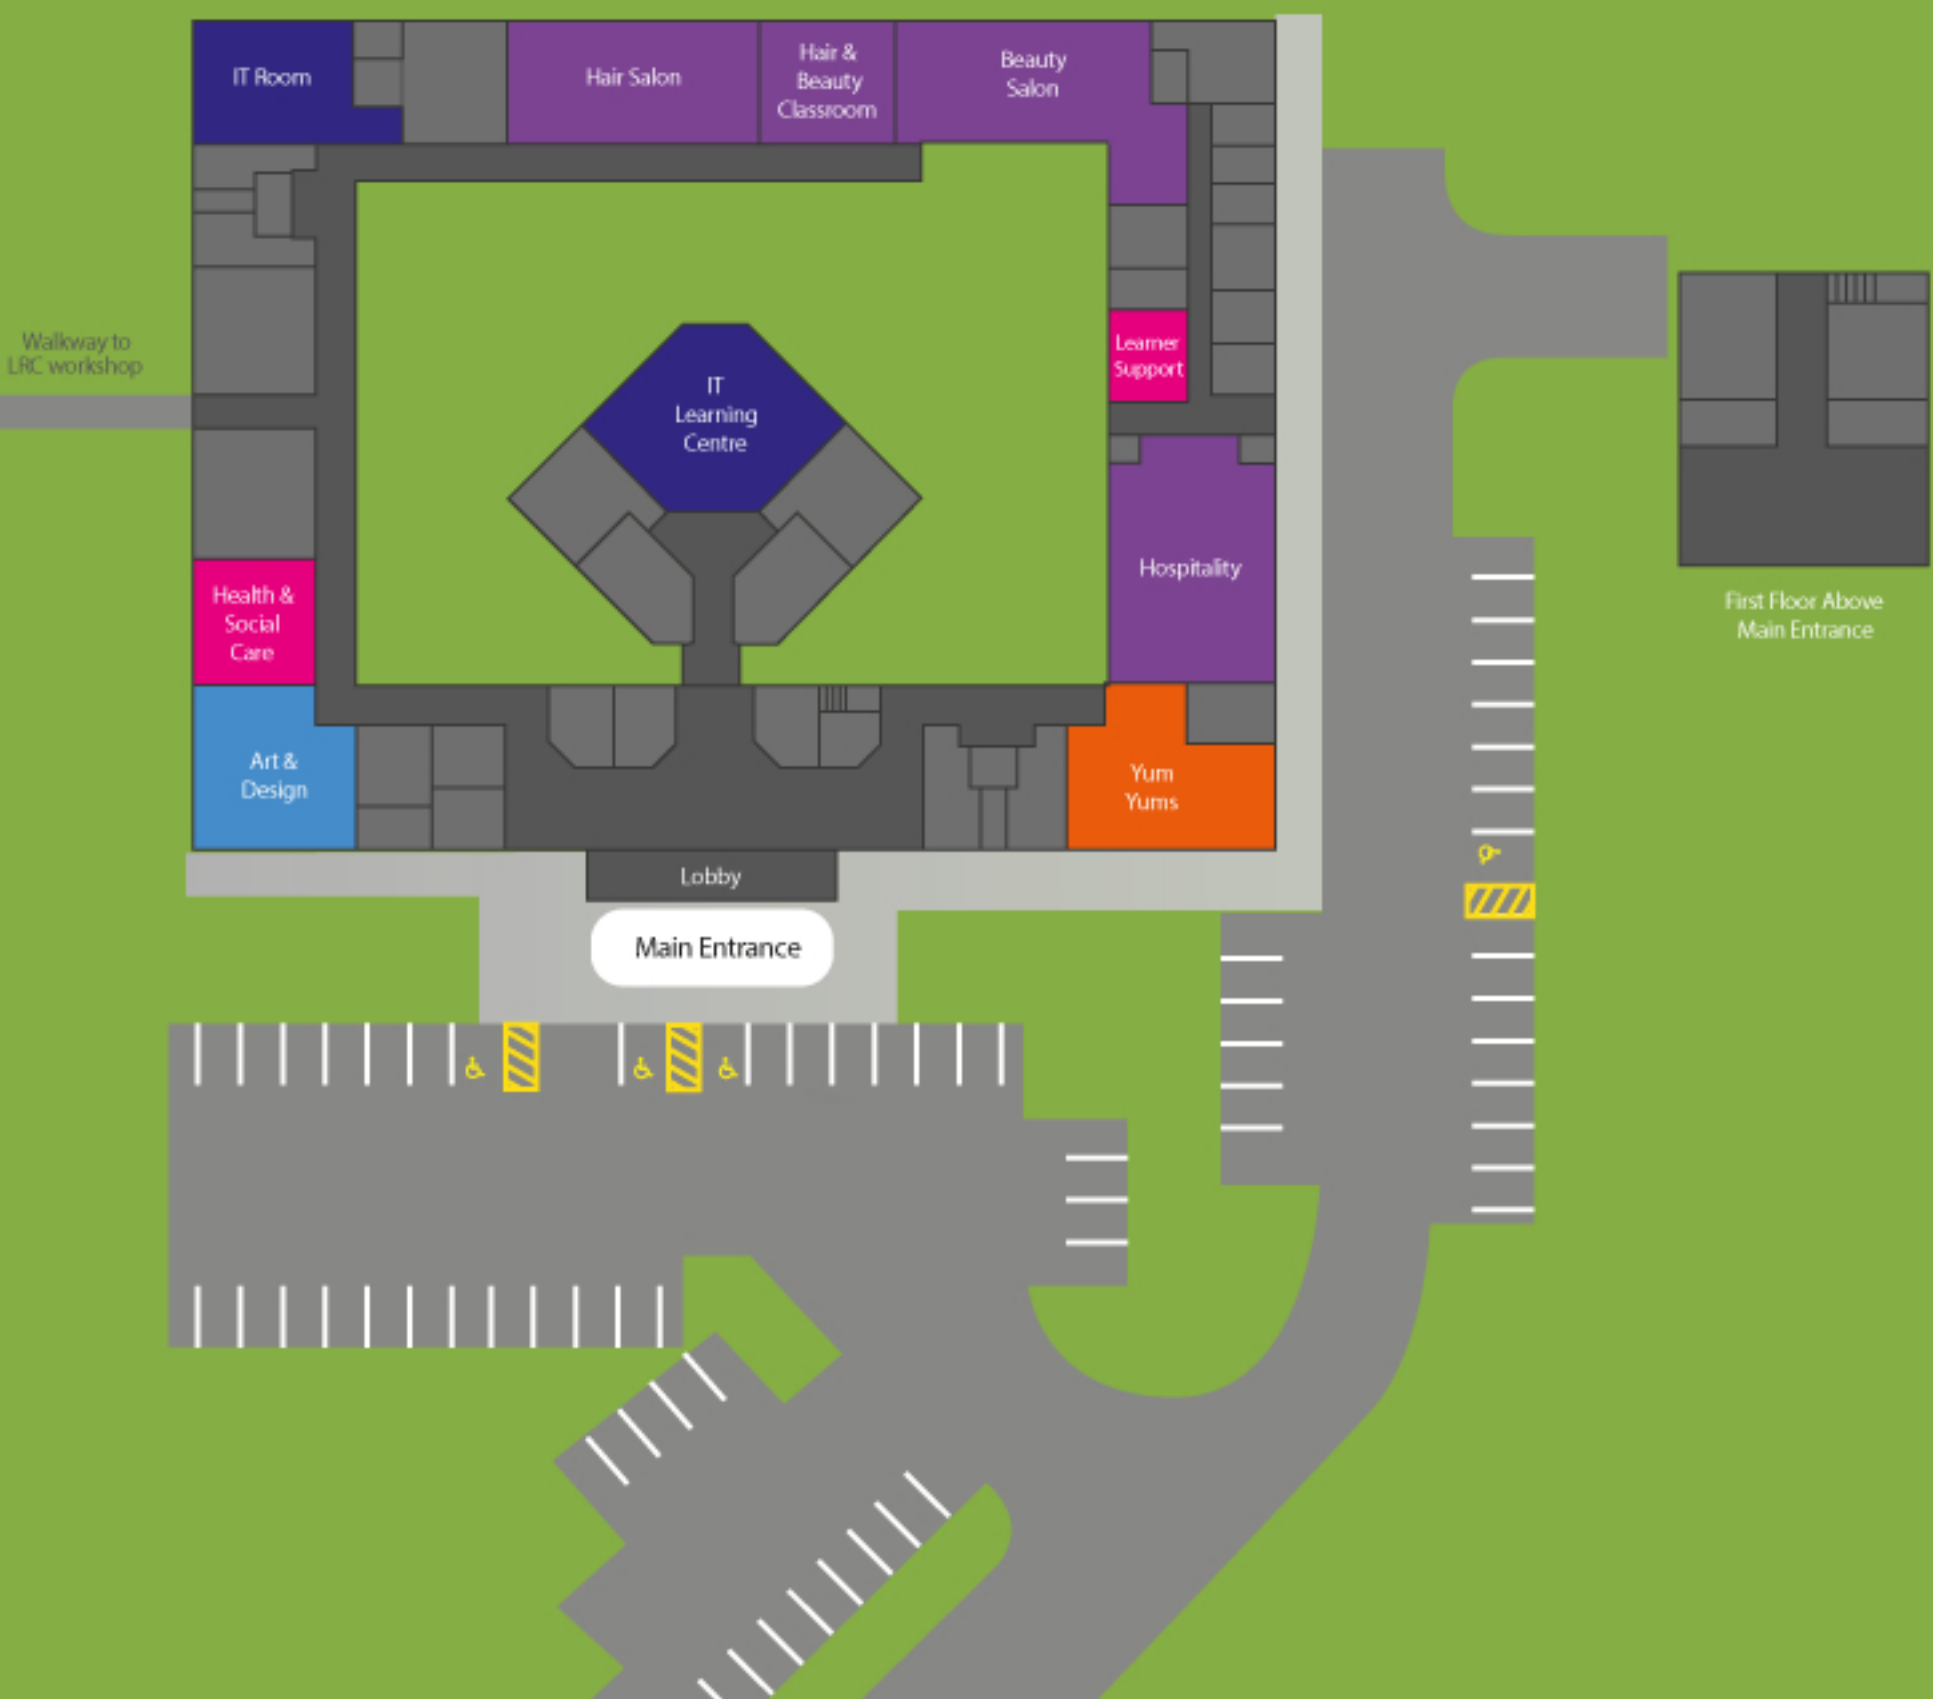 IT Room
Hair Salon
Hair &
Beauty
Classroom
Beauty
Salon
Walkway to
LRC workshop
IT
Learning
Centre
Learner
Support
Hospitality
Health &
Social
Care
First Floor Above
Main Entrance
Art &
Design
Yum
Yums
Lobby
Main Entrance